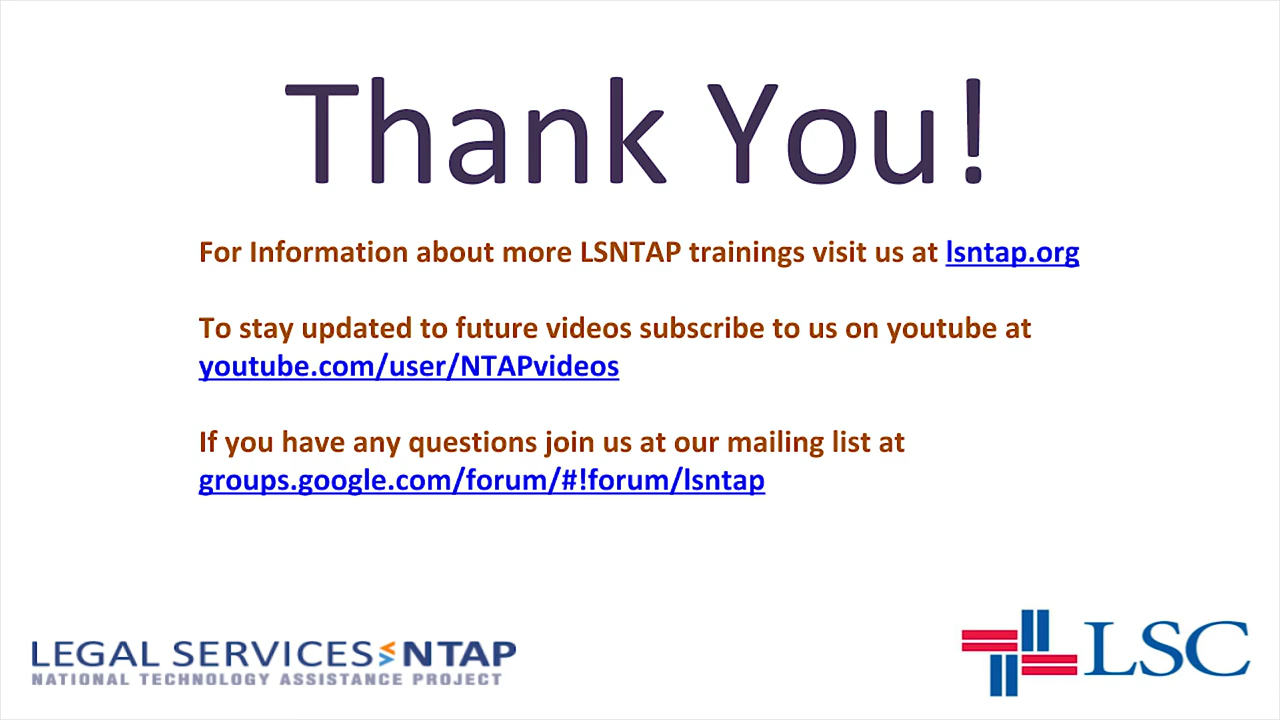 Thank You!
For Information about more LSNTAP trainings visit us at lsntap.org
To stay updated to future videos subscribe to us on youtube at
youtube.com/user/NTAPvideos
If you have any questions join us at our mailing list at
groups.google.com/forum/#!forum/lsntap
LEGAL SERVICES NTAP
NATIONAL TECHNOLOGY ASSISTANCE PROJECT
LSC